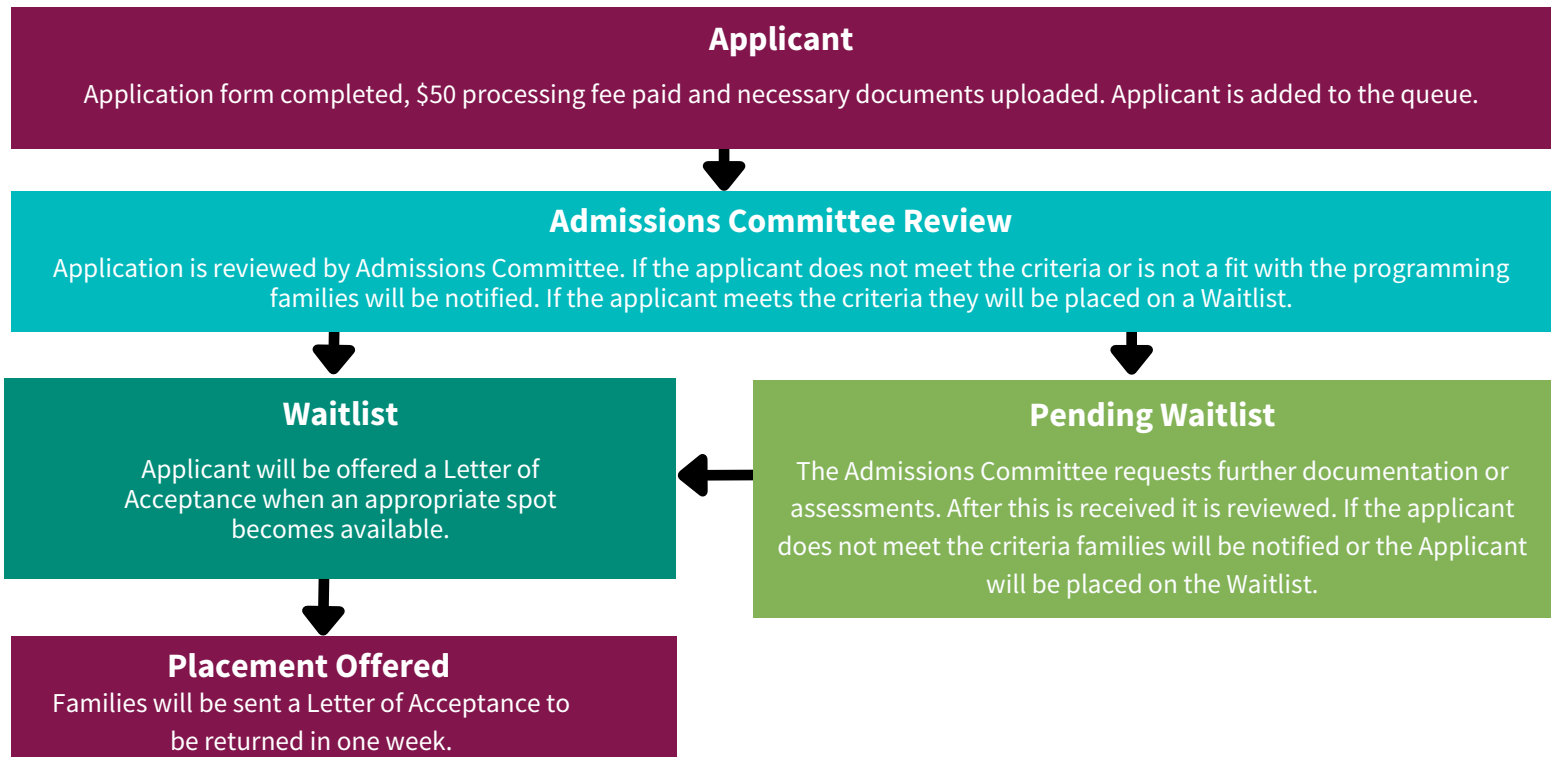 Applicant
Application form completed, $50 processing fee paid and necessary documents uploaded. Applicant is added to the queue.
Admissions Committee Review
Application is reviewed by Admissions Committee. If the applicant does not meet the criteria or is not a fit with the programming
families will be notified. If the applicant meets the criteria they will be placed on a Waitlist.
Waitlist
Applicant will be offered a Letter of
Acceptance when an appropriate spot
becomes available.
Pending Waitlist
The Admissions Committee requests further documentation or
assessments. After this is received it is reviewed. If the applicant
does not meet the criteria families will be notified or the Applicant
will be placed on the Waitlist.
Placement Offered
Families will be sent a Letter of Acceptance to
be returned in one week.